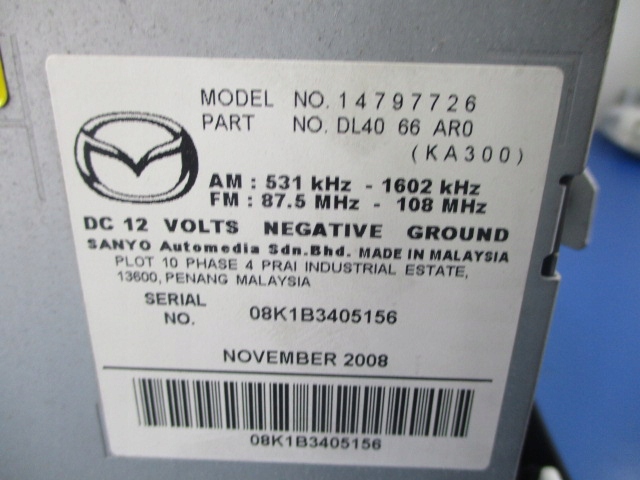 MODEL NO. 14797726
PART NO. DL40 66 AR0
(KA300)
AM : 531 kHz - 1602 kHz
FM : 87.5 MHz - 108 MHz
DC 12 VOLTS NEGATIVE GROUND
SANYO Automedia Sdn.Bhd. MADE IN MALAYSIA
PLOT 10 PHASE 4 PRAI INDUSTRIAL ESTATE,
13600, PENANG MALAYSIA
SERIAL NO. 08K1B3405156
NOVEMBER 2008
08K1B3405156